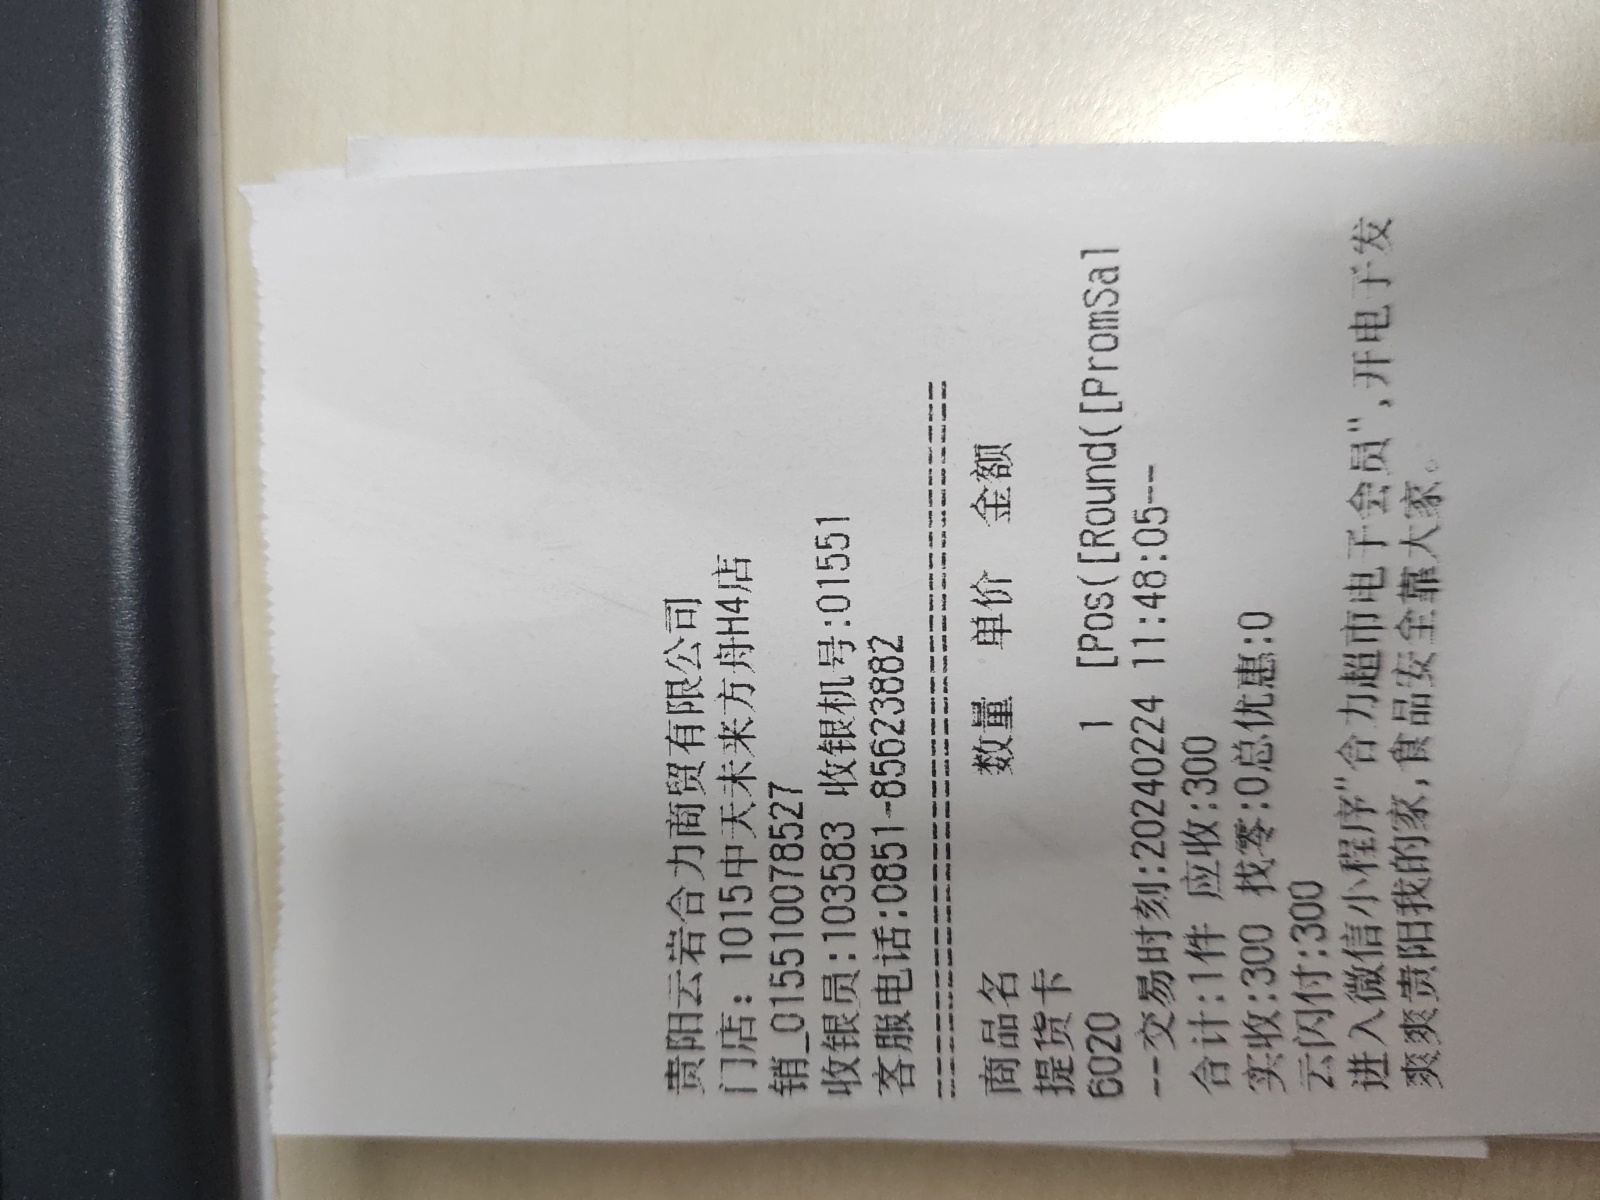 贵阳云岩合力商贸有限公司
门店: 1015中天未来方舟H4店
销_015510078527
收银员:103583 收银机号:01551
客服电话:0851-85623882
================================
商品名 数量 单价 金额
提货卡
6020 1 [Pos([Round([PromSal
--交易时刻:20240224 11:48:05--
合计:1件 应收:300
实收:300 找零:0总优惠:0
云闪付:300
进入微信小程序"合力超市电子会员",开电子发
爽爽贵阳我的家,食品安全靠大家。